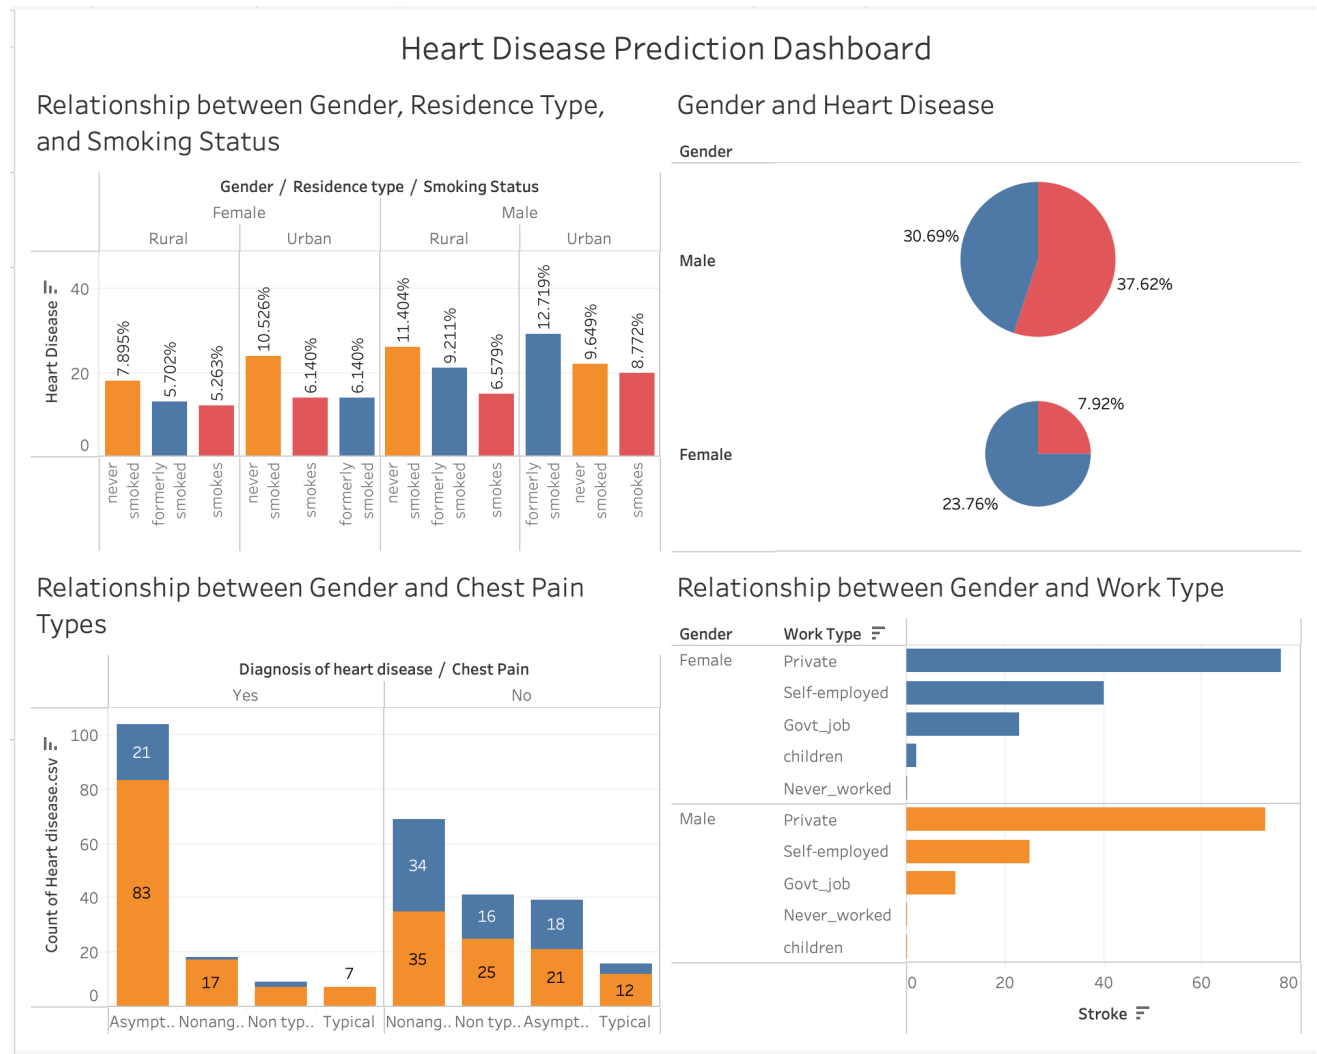 Heart Disease Prediction Dashboard
Relationship between Gender, Residence Type,
and Smoking Status
Gender / Residence type / Smoking Status
Female
Male
Rural
Urban
Rural
Urban
Heart Disease
40
20
0
7.895%
5.702%
5.263%
10.526%
6.140%
6.140%
11.404%
9.211%
6.579%
12.719%
9.649%
8.772%
never
smoked
formerly
smoked
smokes
never
smoked
smokes
formerly
smoked
never
smoked
formerly
smoked
smokes
formerly
smoked
never
smoked
smokes
Gender and Heart Disease
Gender
Male
30.69%
37.62%
Female
7.92%
23.76%
Relationship between Gender and Chest Pain
Types
Diagnosis of heart disease / Chest Pain
Yes
No
Count of Heart disease.csv
100
80
60
40
20
0
21
83
17
7
34
35
16
25
18
21
12
Asympt..
Nonang..
Non typ..
Typical
Nonang..
Non typ..
Asympt..
Typical
Relationship between Gender and Work Type
Gender
Work Type
Female
Private
Self-employed
Govt_job
children
Never_worked
Male
Private
Self-employed
Govt_job
Never_worked
children
0
20
40
60
80
Stroke